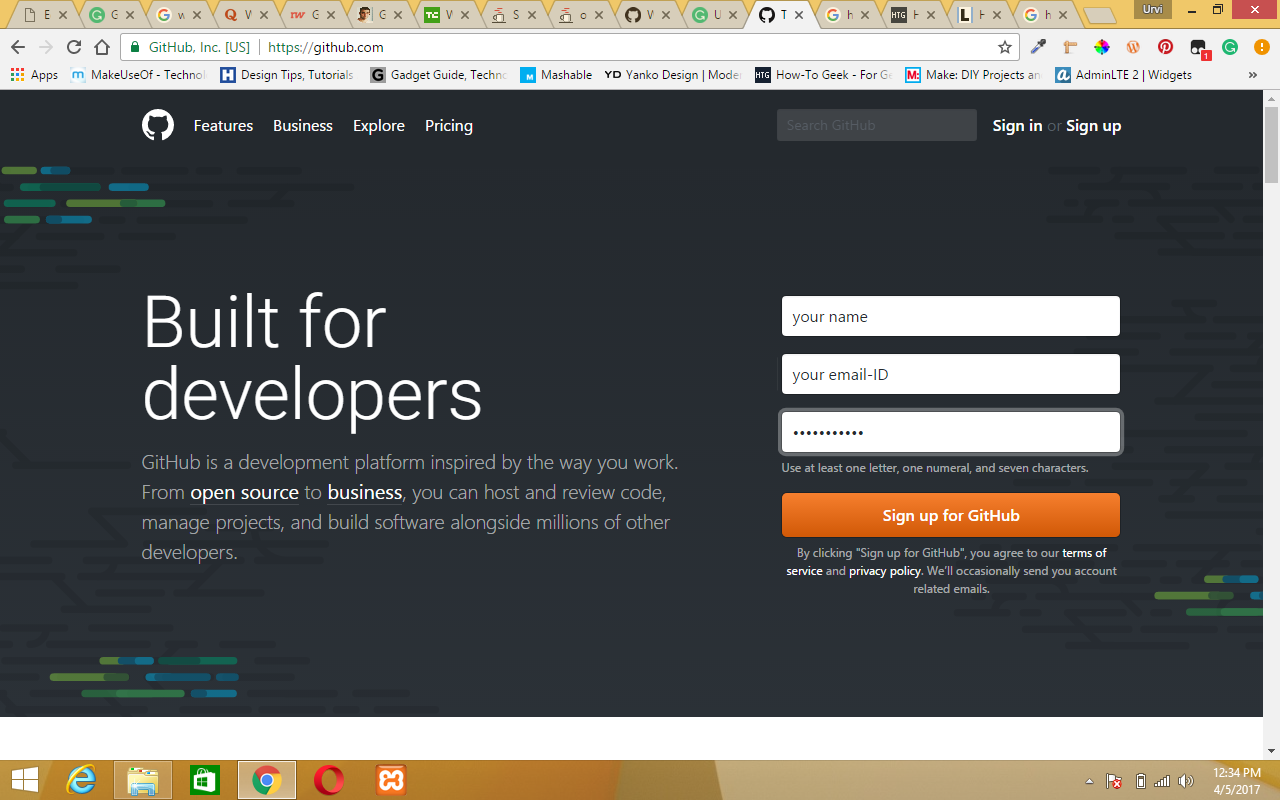 E G G w Q V rw G G TC V S o V G U T G h HTG H L H G h Urvi
GitHub, Inc. [US] https://github.com
Apps m MakeUseOf - Technol H Design Tips, Tutorials G Gadget Guide, Techno M Mashable YD Yanko Design | Moder HTG How-To Geek - For Ge M: Make: DIY Projects an a AdminLTE 2 | Widgets »
1
Features Business Explore Pricing Search GitHub Sign in or Sign up
Built for
developers
GitHub is a development platform inspired by the way you work.
From open source to business, you can host and review code,
manage projects, and build software alongside millions of other
developers.
your name
your email-ID
•••••••••••
Use at least one letter, one numeral, and seven characters.
Sign up for GitHub
By clicking "Sign up for GitHub", you agree to our terms of
service and privacy policy. We'll occasionally send you account
related emails.
12:34 PM
4/5/2017